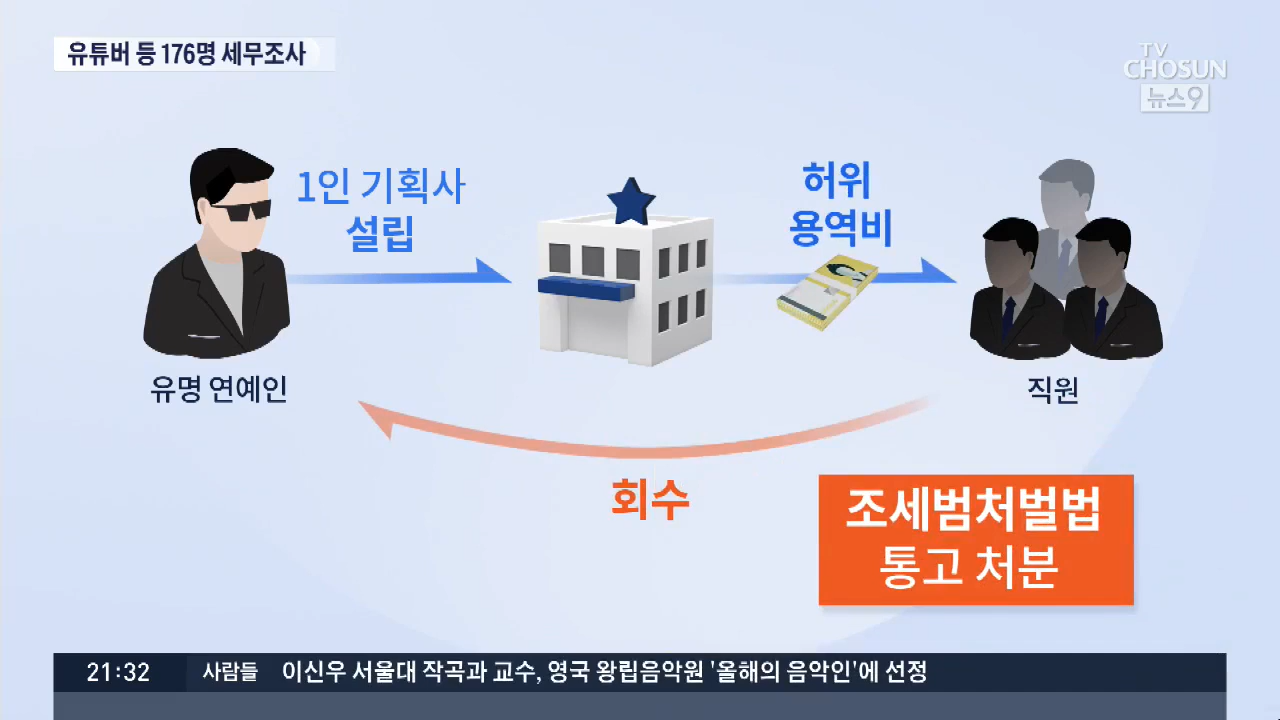 유튜버 등 176명 세무조사
TV
CHOSUN
뉴스9
1인 기획사
설립
허위
용역비
유명 연예인
직원
회수
조세범처벌법
통고 처분
21:32 사람들 이신우 서울대 작곡과 교수, 영국 왕립음악원 '올해의 음악인'에 선정